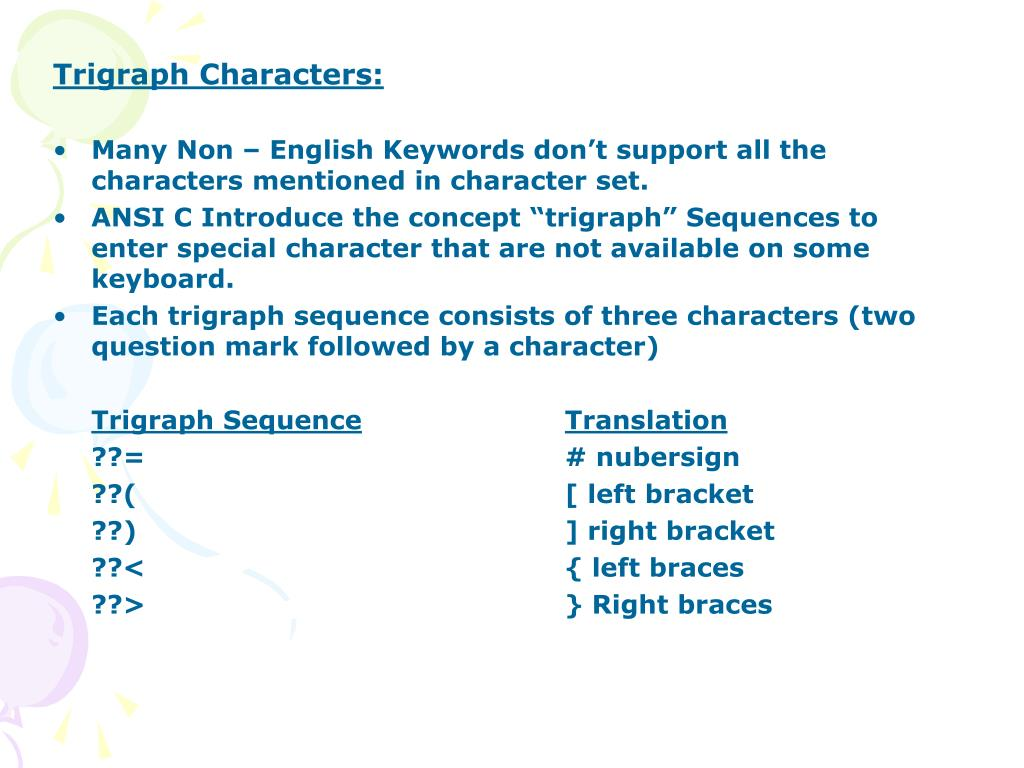 Trigraph Characters:
• Many Non – English Keywords don’t support all the
characters mentioned in character set.
• ANSI C Introduce the concept “trigraph” Sequences to
enter special character that are not available on some
keyboard.
• Each trigraph sequence consists of three characters (two
question mark followed by a character)
Trigraph Sequence Translation
??= # nubersign
??( [ left bracket
??) ] right bracket
??< { left braces
??> } Right braces